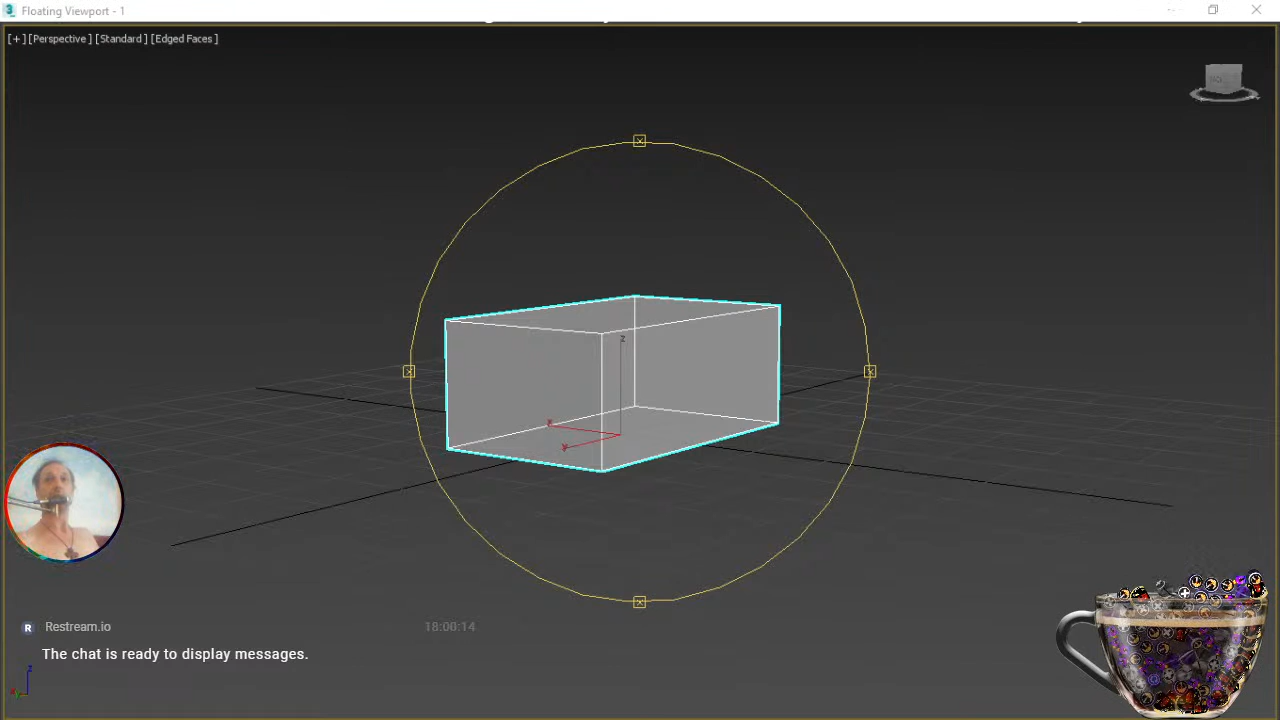 Floating Viewport - 1
[+] [Perspective] [Standard] [Edged Faces]
z
x
y
Restream.io
18:00:14
The chat is ready to display messages.
R
z